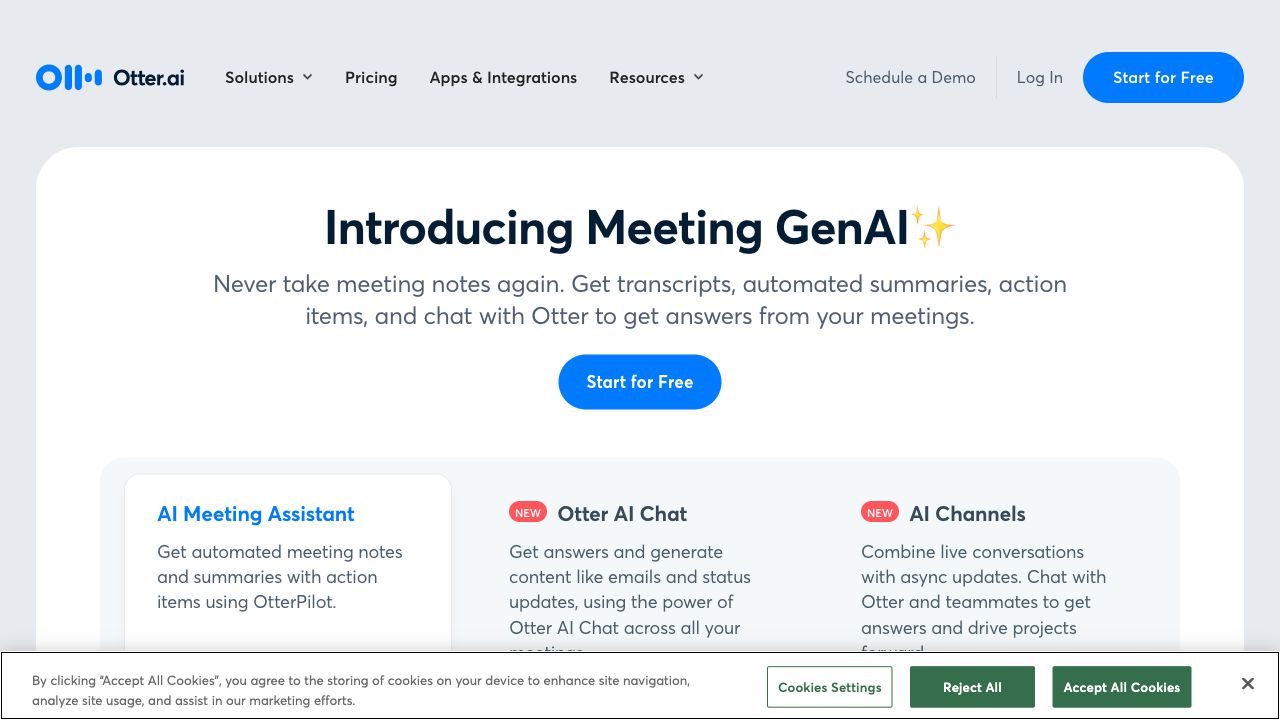 Otter.ai
Solutions
Pricing
Apps & Integrations
Resources
Schedule a Demo
Log In
Start for Free
Introducing Meeting GenAI✨
Never take meeting notes again. Get transcripts, automated summaries, action
items, and chat with Otter to get answers from your meetings.
Start for Free
AI Meeting Assistant
Get automated meeting notes
and summaries with action
items using OtterPilot.
NEW Otter AI Chat
Get answers and generate
content like emails and status
updates, using the power of
Otter AI Chat across all your
meetings.
NEW AI Channels
Combine live conversations
with async updates. Chat with
Otter and teammates to get
answers and drive projects
forward.
By clicking “Accept All Cookies”, you agree to the storing of cookies on your device to enhance site navigation,
analyze site usage, and assist in our marketing efforts.
Cookies Settings
Reject All
Accept All Cookies